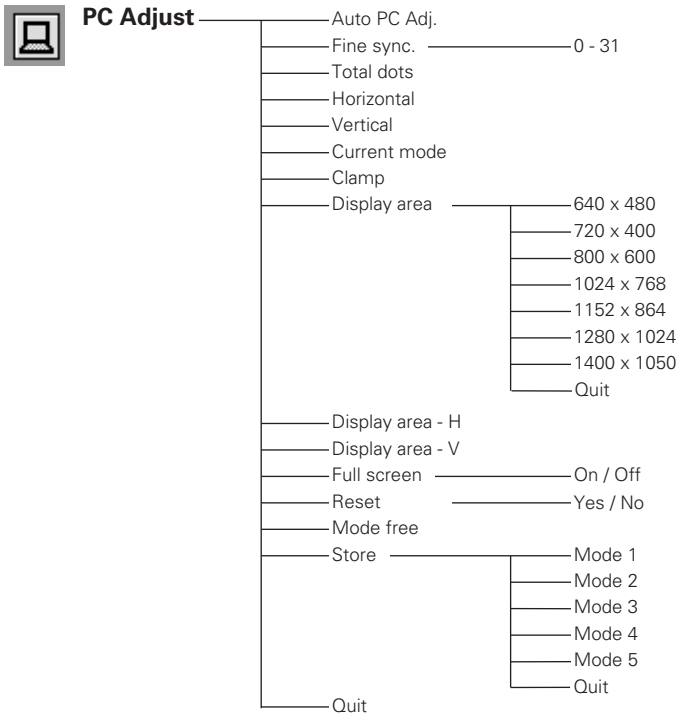 PC Adjust
Auto PC Adj.
Fine sync. 0 - 31
Total dots
Horizontal
Vertical
Current mode
Clamp
Display area 640 x 480
720 x 400
800 x 600
1024 x 768
1152 x 864
1280 x 1024
1400 x 1050
Quit
Display area - H
Display area - V
Full screen On / Off
Reset Yes / No
Mode free
Store Mode 1
Mode 2
Mode 3
Mode 4
Mode 5
Quit
Quit